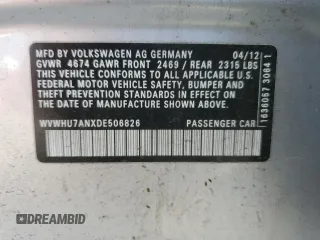 MFD BY VOLKSWAGEN AG GERMANY 04/12
GVWR 4674 GAWR FRONT 2469 / REAR 2315 LBS
THIS VEHICLE CONFORMS TO ALL APPLICABLE U.S.
FEDERAL MOTOR VEHICLE SAFETY, BUMPER, AND
THEFT PREVENTION STANDARDS IN EFFECT ON THE
DATE OF MANUFACTURE SHOWN ABOVE.
WVWHU7ANXDE506826 PASSENGER CAR
1636067 3064 1
DREAMBID